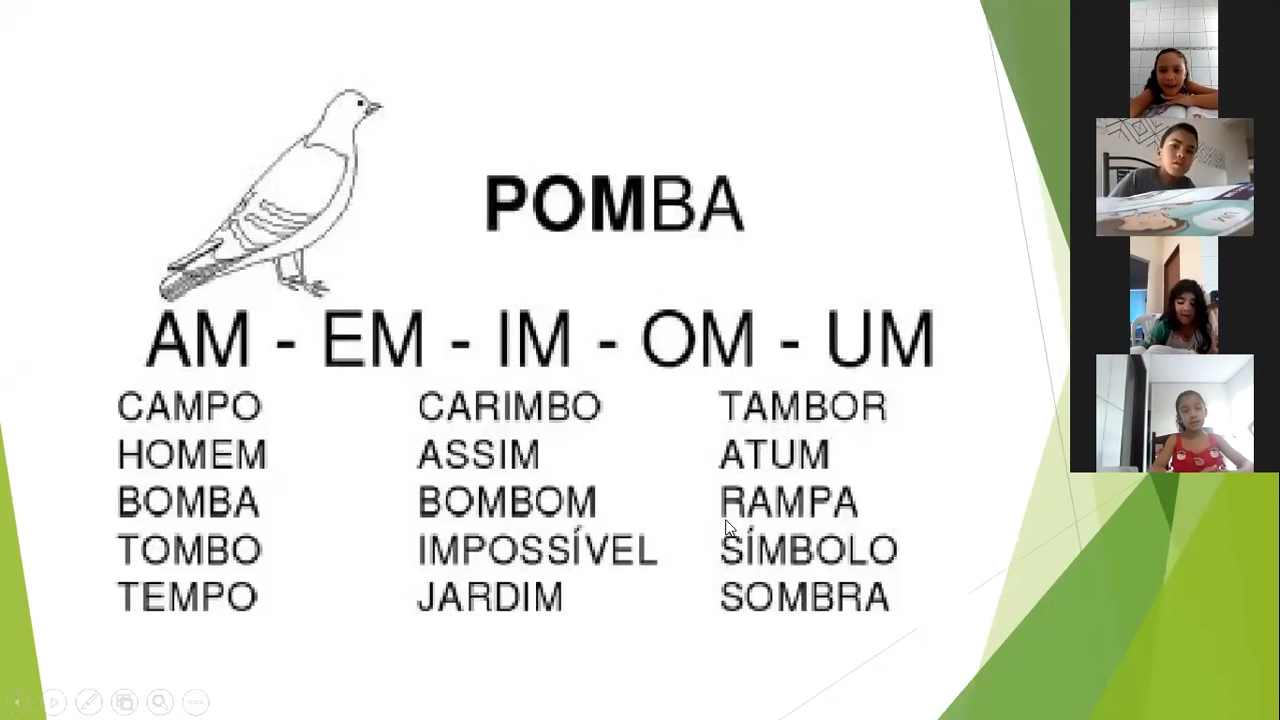 POMBA
AM - EM - IM - OM - UM
CAMPO CARIMBO TAMBOR
HOMEM ASSIM ATUM
BOMBA BOMBOM RAMPA
TOMBO IMPOSSÍVEL SÍMBOLO
TEMPO JARDIM SOMBRA